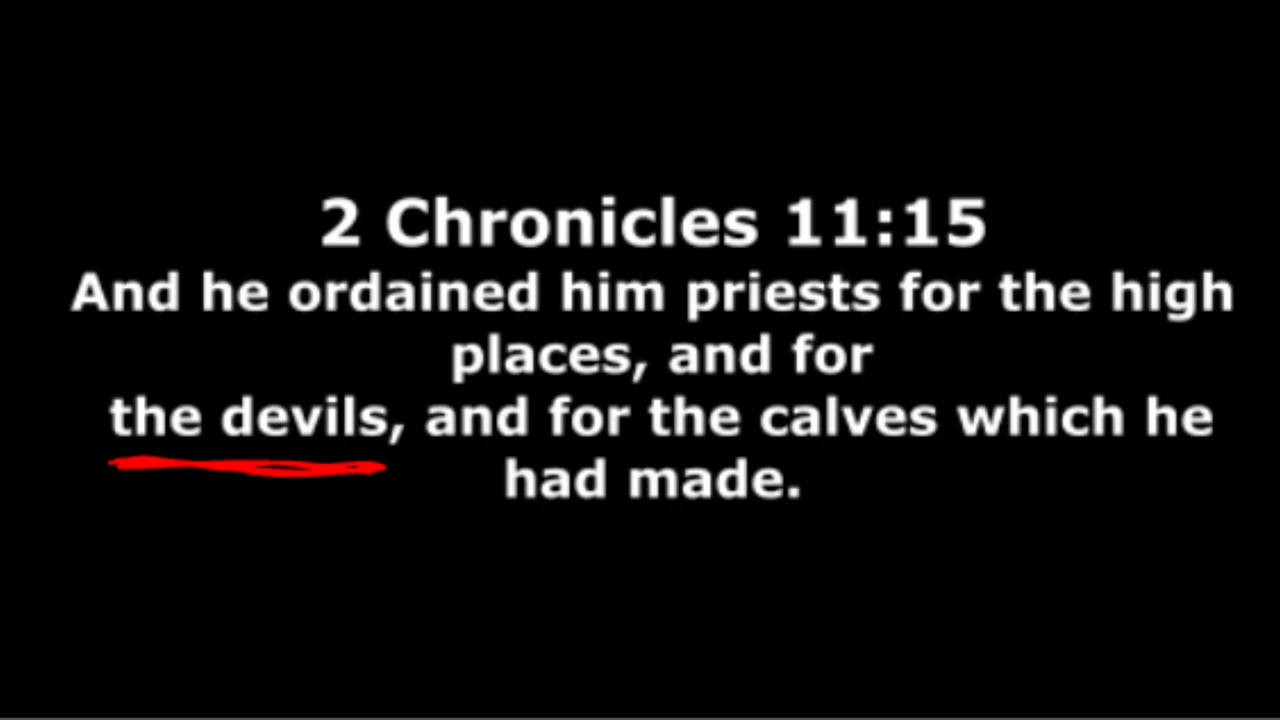 2 Chronicles 11:15
And he ordained him priests for the high
places, and for
the devils, and for the calves which he
had made.